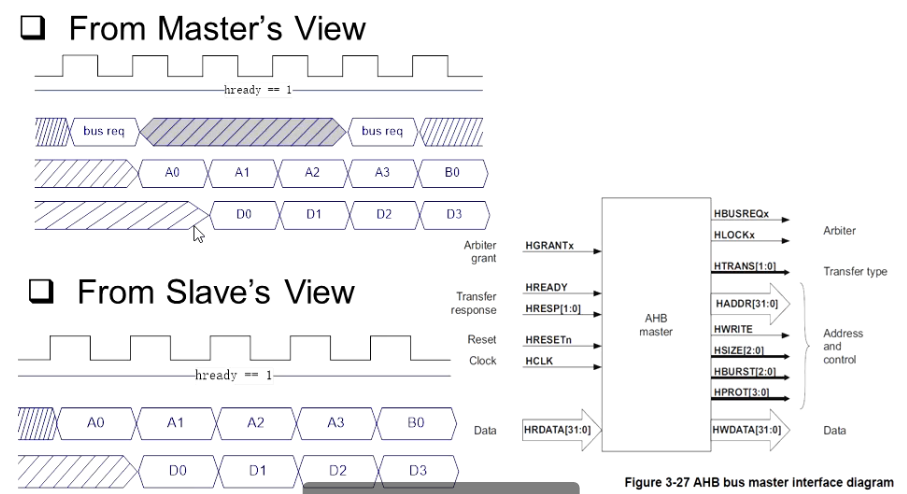 From Master's View
hready == 1
bus req
bus req
A0 A1 A2 A3 B0
D0 D1 D2 D3
From Slave's View
hready == 1
A0 A1 A2 A3 B0
D0 D1 D2 D3
Arbiter
grant
HGRANTx
Transfer
response
HREADY
HRESP[1:0]
Reset
HRESETn
Clock
HCLK
Data
HRDATA[31:0]
AHB
master
HBUSREQx
HLOCKx
Arbiter
HTRANS[1:0]
Transfer type
HADDR[31:0]
HWRITE
HSIZE[2:0]
HBURST[2:0]
HPROT[3:0]
Address
and
control
HWDATA[31:0]
Data
Figure 3-27 AHB bus master interface diagram